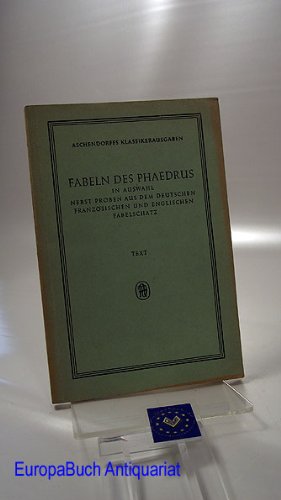 ASCHENDORFFS KLASSIKERAUSGABEN
FABELN DES PHAEDRUS
IN AUSWAHL
NEBST PROBEN AUS DEM DEUTSCHEN
FRANZÖSISCHEN UND ENGLISCHEN
FABELSCHATZ
TEXT
EuropaBuch Antiquariat